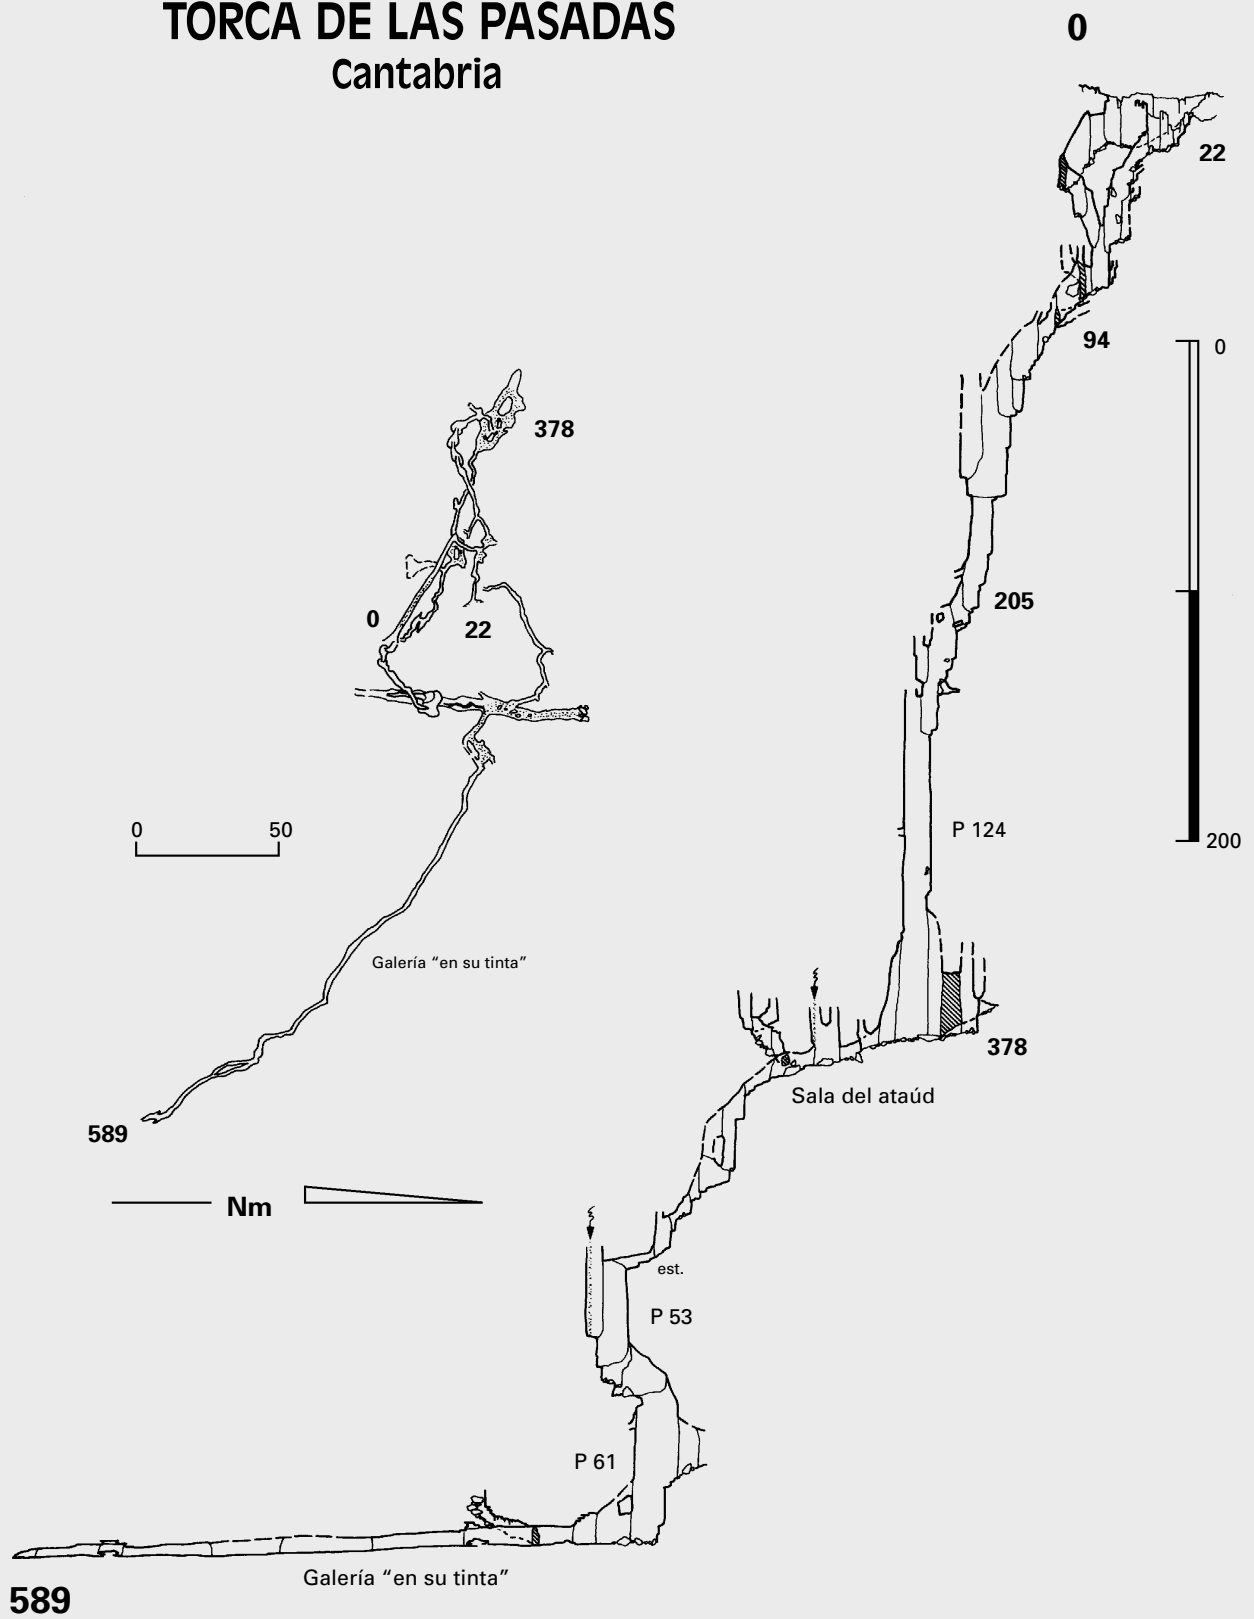 TORCA DE LAS PASADAS
Cantabria
0
22
94
0
378
205
0
22
P 124
0
50
200
Galería “en su tinta”
378
Sala del ataúd
589
Nm
est.
P 53
P 61
Galería “en su tinta”
589